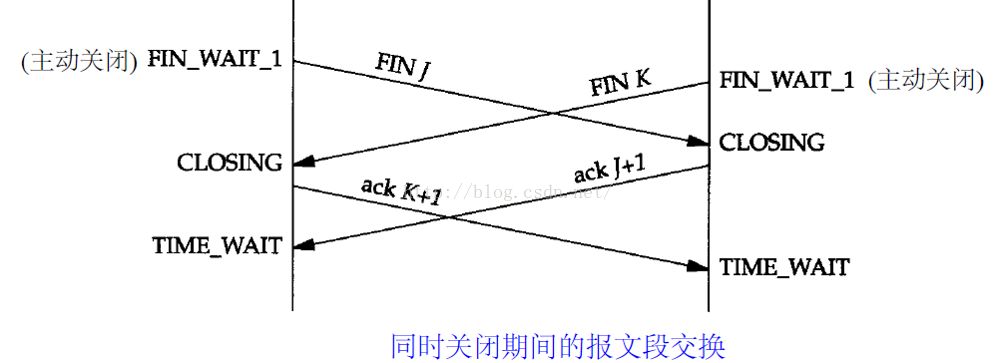 (主动关闭) FIN_WAIT_1
FIN J
FIN K
FIN_WAIT_1 (主动关闭)
CLOSING
CLOSING
ack J+1
ack K+1
http://blog.csdn.net/
TIME_WAIT
TIME_WAIT
同时关闭期间的报文段交换